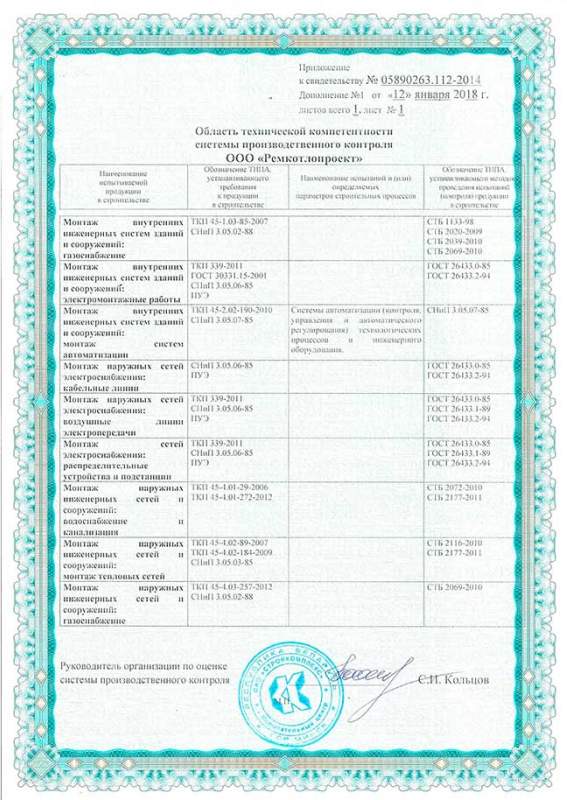 Приложение
к свидетельству № 05890263.112-2014
Дополнение №1 от «12» января 2018 г.
листов всего 1, лист № 1
Область технической компетентности
системы производственного контроля
ООО «Ремкотлопроект»
Наименование
испытываемой
продукции
в строительстве
Обозначение ТНПА,
устанавливающего
требования
к продукции
в строительстве
Наименование испытаний и (или)
определяемых
параметров строительных процессов
Обозначение ТНПА,
устанавливающего методы
проведения испытаний
(контроля) продукции
в строительстве
Монтаж внутренних
инженерных систем зданий
и сооружений:
газоснабжение
ТКП 45-1.03-85-2007
СНиП 3.05.02-88
СТБ 1133-98
СТБ 2020-2009
СТБ 2039-2010
СТБ 2069-2010
Монтаж внутренних
инженерных систем зданий
и сооружений:
электромонтажные работы
ТКП 339-2011
ГОСТ 30331.15-2001
СНиП 3.05.06-85
ПУЭ
ГОСТ 26433.0-85
ГОСТ 26433.2-94
Монтаж внутренних
инженерных систем зданий
и сооружений:
монтаж систем
автоматизации
ТКП 45-2.02-190-2010
СНиП 3.05.07-85
Системы автоматизации (контроля,
управления и автоматического
регулирования) технологических
процессов и инженерного
оборудования.
СНиП 3.05.07-85
Монтаж наружных сетей
электроснабжения:
кабельные линии
СНиП 3.05.06-85
ПУЭ
ГОСТ 26433.0-85
ГОСТ 26433.2-94
Монтаж наружных сетей
электроснабжения:
воздушные линии
электропередачи
ТКП 339-2011
СНиП 3.05.06-85
ПУЭ
ГОСТ 26433.0-85
ГОСТ 26433.1-89
ГОСТ 26433.2-94
Монтаж сетей
электроснабжения:
распределительные
устройства и подстанции
ТКП 339-2011
СНиП 3.05.06-85
ПУЭ
ГОСТ 26433.0-85
ГОСТ 26433.1-89
ГОСТ 26433.2-94
Монтаж наружных
инженерных сетей и
сооружений:
водоснабжение и
канализация
ТКП 45-4.01-29-2006
ТКП 45-4.01-272-2012
СТБ 2072-2010
СТБ 2177-2011
Монтаж наружных
инженерных сетей и
сооружений:
монтаж тепловых сетей
ТКП 45-4.02-89-2007
ТКП 45-4.02-184-2009
СНиП 3.05.03-85
СТБ 2116-2010
СТБ 2177-2011
Монтаж наружных
инженерных сетей и
сооружений:
газоснабжение
ТКП 45-4.03-257-2012
СНиП 3.05.02-88
СТБ 2069-2010
Руководитель организации по оценке
системы производственного контроля
С.Н. Кольцов
РЕСПУБЛИКА БЕЛАРУСЬ